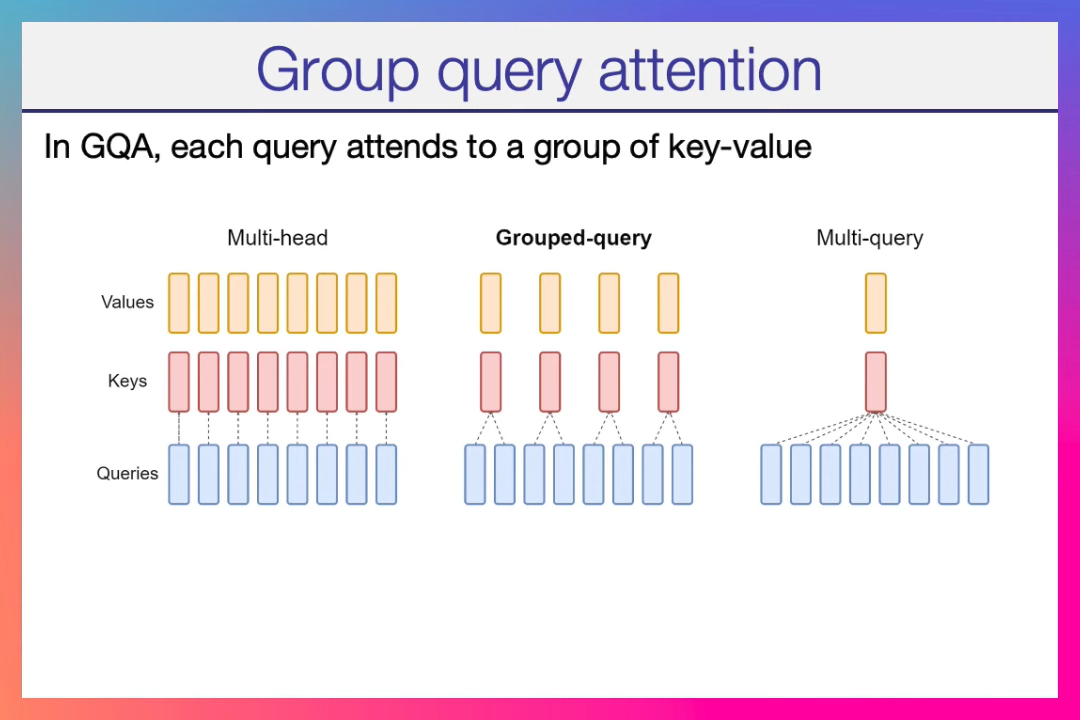 Group query attention
In GQA, each query attends to a group of key-value
Multi-head
Grouped-query
Multi-query
Values
Keys
Queries